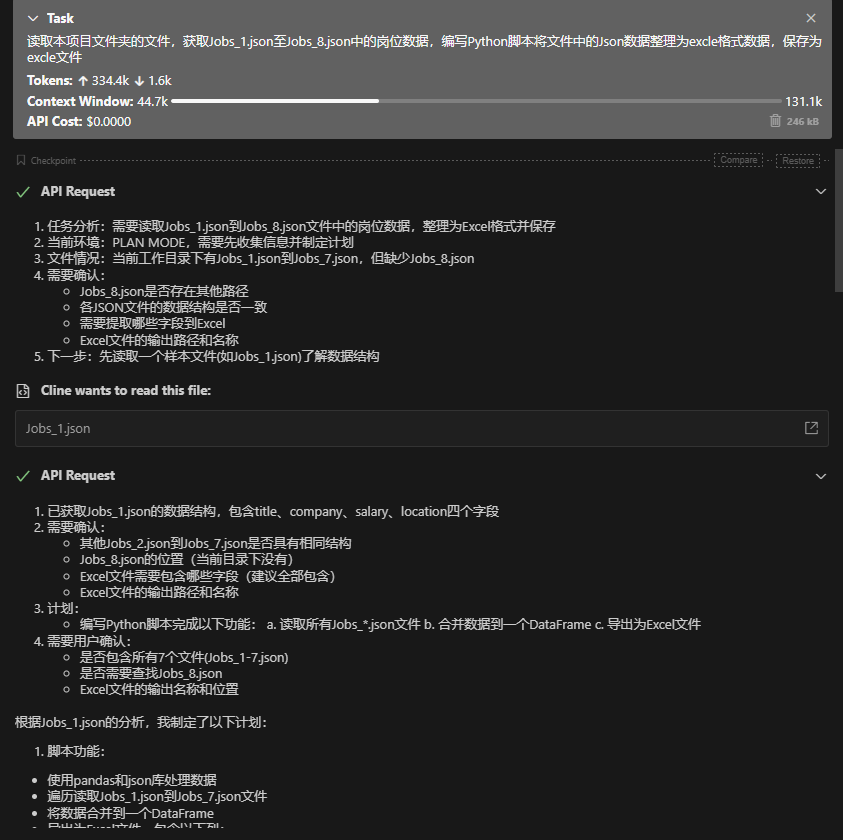 Task
读取本项目文件夹的文件，获取Jobs_1.json至Jobs_8.json中的岗位数据，编写Python脚本将文件中的Json数据整理为excle格式数据，保存为
excle文件
Tokens: ↑ 334.4k ↓ 1.6k
Context Window: 44.7k 131.1k
API Cost: $0.0000 246 kB
Checkpoint Compare Restore
API Request
1. 任务分析：需要读取Jobs_1.json到Jobs_8.json文件中的岗位数据，整理为Excel格式并保存
2. 当前环境：PLAN MODE，需要先收集信息并制定计划
3. 文件情况：当前工作目录下有Jobs_1.json到Jobs_7.json，但缺少Jobs_8.json
4. 需要确认：
Jobs_8.json是否存在其他路径
各JSON文件的数据结构是否一致
需要提取哪些字段到Excel
Excel文件的输出路径和名称
5. 下一步：先读取一个样本文件(如Jobs_1.json)了解数据结构
Cline wants to read this file:
Jobs_1.json
API Request
1. 已获取Jobs_1.json的数据结构，包含title、company、salary、location四个字段
2. 需要确认：
其他Jobs_2.json到Jobs_7.json是否具有相同结构
Jobs_8.json的位置（当前目录下没有）
Excel文件需要包含哪些字段（建议全部包含）
Excel文件的输出路径和名称
3. 计划：
编写Python脚本完成以下功能： a. 读取所有Jobs_*.json文件 b. 合并数据到一个DataFrame c. 导出为Excel文件
4. 需要用户确认：
是否包含所有7个文件(Jobs_1-7.json)
是否需要查找Jobs_8.json
Excel文件的输出名称和位置
根据Jobs_1.json的分析，我制定了以下计划：
1. 脚本功能：
使用pandas和json库处理数据
遍历读取Jobs_1.json到Jobs_7.json文件
将数据合并到一个DataFrame
导出为Excel文件，包含以下列：